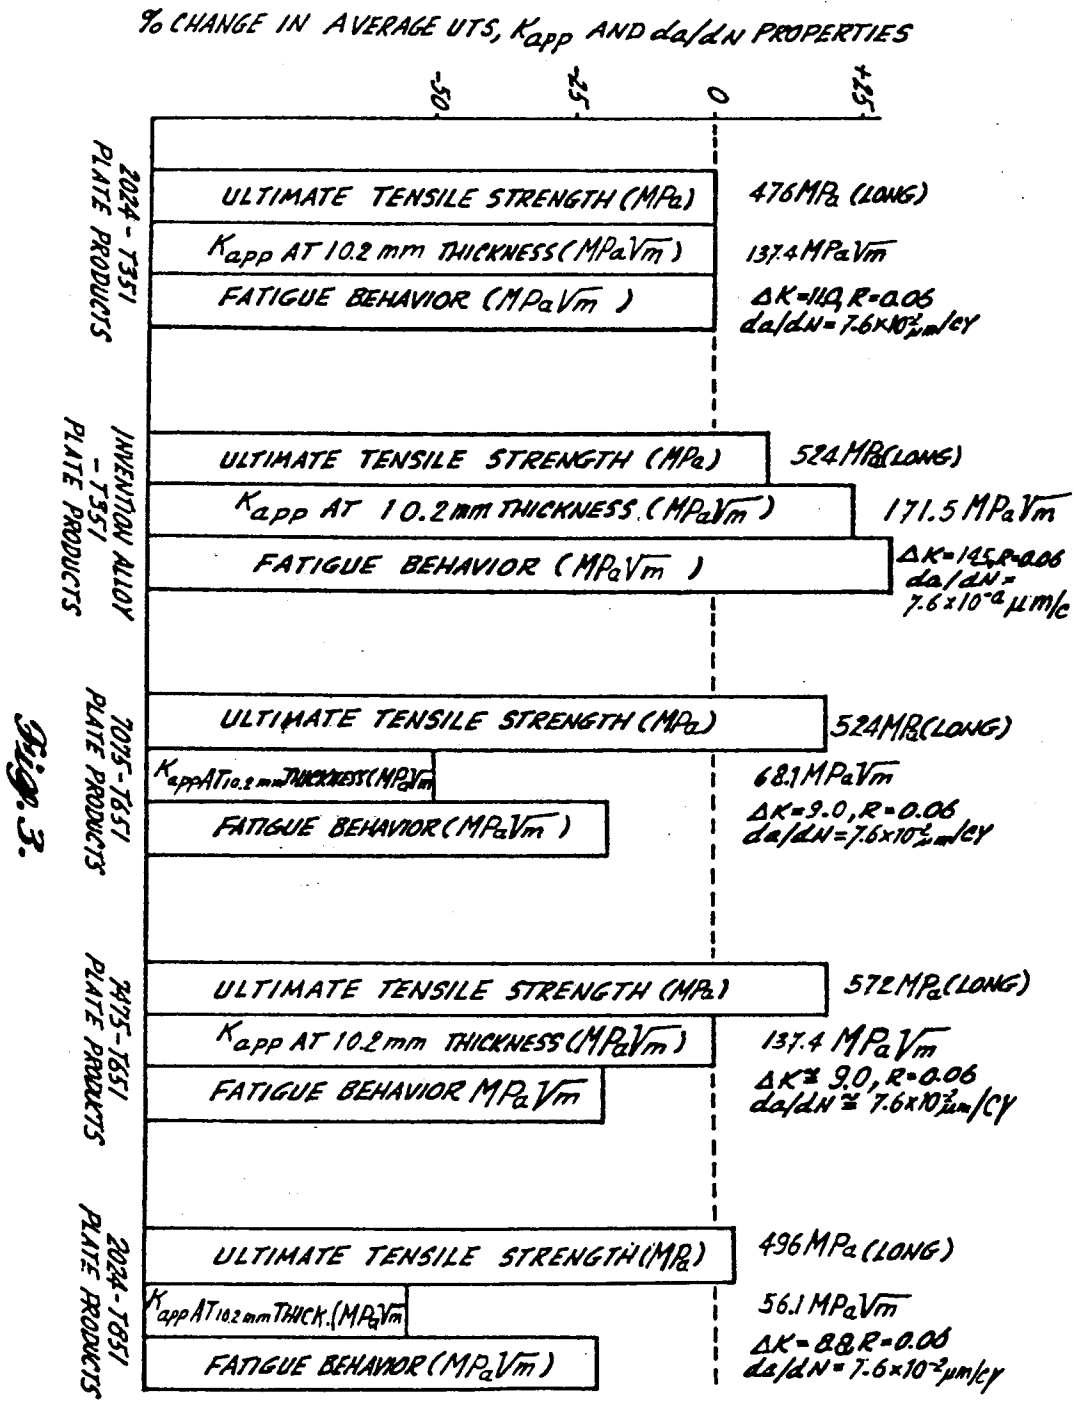 % CHANGE IN AVERAGE UTS, Kapp AND da/dN PROPERTIES
-50
-25
0
+25
2024-T351
PLATE PRODUCTS
ULTIMATE TENSILE STRENGTH (MPa)
476 MPa (LONG)
Kapp AT 10.2 mm THICKNESS (MPa√m)
137.4 MPa√m
FATIGUE BEHAVIOR (MPa√m)
ΔK=11.0, R=0.06
da/dN=7.6×10⁻² μm/CY
INVENTION ALLOY
-T351
PLATE PRODUCTS
ULTIMATE TENSILE STRENGTH (MPa)
524 MPa (LONG)
Kapp AT 10.2 mm THICKNESS. (MPa√m)
171.5 MPa√m
FATIGUE BEHAVIOR (MPa√m)
ΔK=14.5, R=0.06
da/dN=
7.6×10⁻² μm/c
7075-T651
PLATE PRODUCTS
ULTIMATE TENSILE STRENGTH (MPa)
524 MPa (LONG)
Kapp AT 10.2 mm THICKNESS (MPa√m
68.1 MPa√m
FATIGUE BEHAVIOR (MPa√m)
ΔK=9.0, R=0.06
da/dN=7.6×10⁻² μm/CY
7475-T651
PLATE PRODUCTS
ULTIMATE TENSILE STRENGTH (MPa)
572 MPa (LONG)
Kapp AT 10.2 mm THICKNESS (MPa√m)
137.4 MPa√m
FATIGUE BEHAVIOR MPa√m)
ΔK≅ 9.0, R=0.06
da/dN ≅ 7.6×10⁻² μm/CY
2024-T851
PLATE PRODUCTS
ULTIMATE TENSILE STRENGTH (MPa)
496 MPa (LONG)
Kapp AT 10.2 mm THICK. (MPa√m
56.1 MPa√m
FATIGUE BEHAVIOR (MPa√m)
ΔK=8.8, R=0.06
da/dN=7.6×10⁻² μm/CY
Fig. 3.